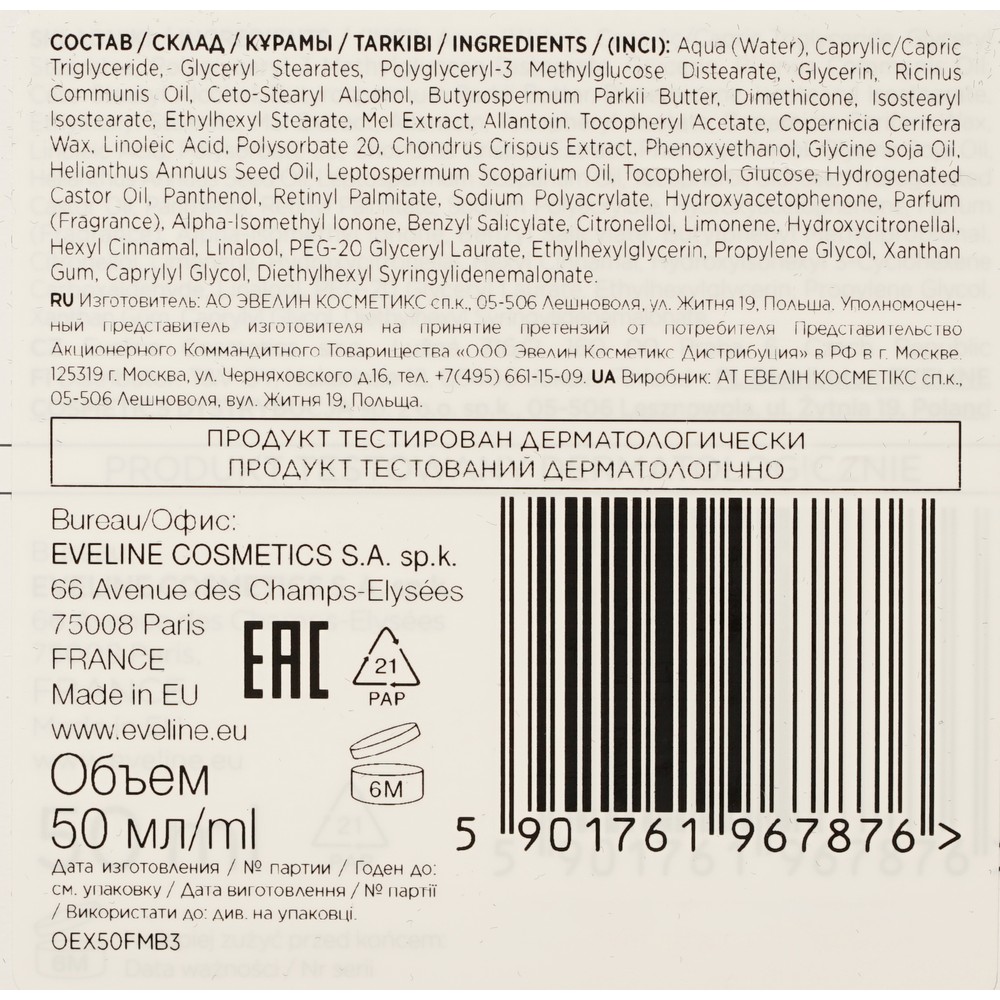 СОСТАВ / СКЛАД / ҚҰРАМЫ / TARKIBI / INGREDIENTS / (INCI): Aqua (Water), Caprylic/Capric
Triglyceride, Glyceryl Stearates, Polyglyceryl-3 Methylglucose Distearate, Glycerin, Ricinus
Communis Oil, Ceto-Stearyl Alcohol, Butyrospermum Parkii Butter, Dimethicone, Isostearyl
Isostearate, Ethylhexyl Stearate, Mel Extract, Allantoin, Tocopheryl Acetate, Copernicia Cerifera
Wax, Linoleic Acid, Polysorbate 20, Chondrus Crispus Extract, Phenoxyethanol, Glycine Soja Oil,
Helianthus Annuus Seed Oil, Leptospermum Scoparium Oil, Tocopherol, Glucose, Hydrogenated
Castor Oil, Panthenol, Retinyl Palmitate, Sodium Polyacrylate, Hydroxyacetophenone, Parfum
(Fragrance), Alpha-Isomethyl Ionone, Benzyl Salicylate, Citronellol, Limonene, Hydroxycitronellal,
Hexyl Cinnamal, Linalool, PEG-20 Glyceryl Laurate, Ethylhexylglycerin, Propylene Glycol, Xanthan
Gum, Caprylyl Glycol, Diethylhexyl Syringylidenemalonate.
RU Изготовитель: АО ЭВЕЛИН КОСМЕТИКС сп.к., 05-506 Лешноволя, ул. Житня 19, Польша. Уполномочен-
ный представитель изготовителя на принятие претензий от потребителя Представительство
Акционерного Коммандитного Товарищества «ООО Эвелин Косметикс Дистрибуция» в РФ в г. Москве.
125319 г. Москва, ул. Черняховского д.16, тел. +7(495) 661-15-09. UA Виробник: АТ ЕВЕЛІН КОСМЕТІКС сп.к.,
05-506 Лешноволя, вул. Житня 19, Польща.
ПРОДУКТ ТЕСТИРОВАН ДЕРМАТОЛОГИЧЕСКИ
ПРОДУКТ ТЕСТОВАНИЙ ДЕРМАТОЛОГІЧНО
Bureau/Офис:
EVELINE COSMETICS S.A. sp.k.
66 Avenue des Champs-Elysées
75008 Paris
FRANCE
Made in EU
www.eveline.eu
EAC
21
PAP
6M
Объем
50 мл/ml
Дата изготовления / № партии / Годен до:
см. упаковку / Дата виготовлення / № партії
/ Використати до: див. на упаковці.
OEX50FMB3
5 901761 967876 >